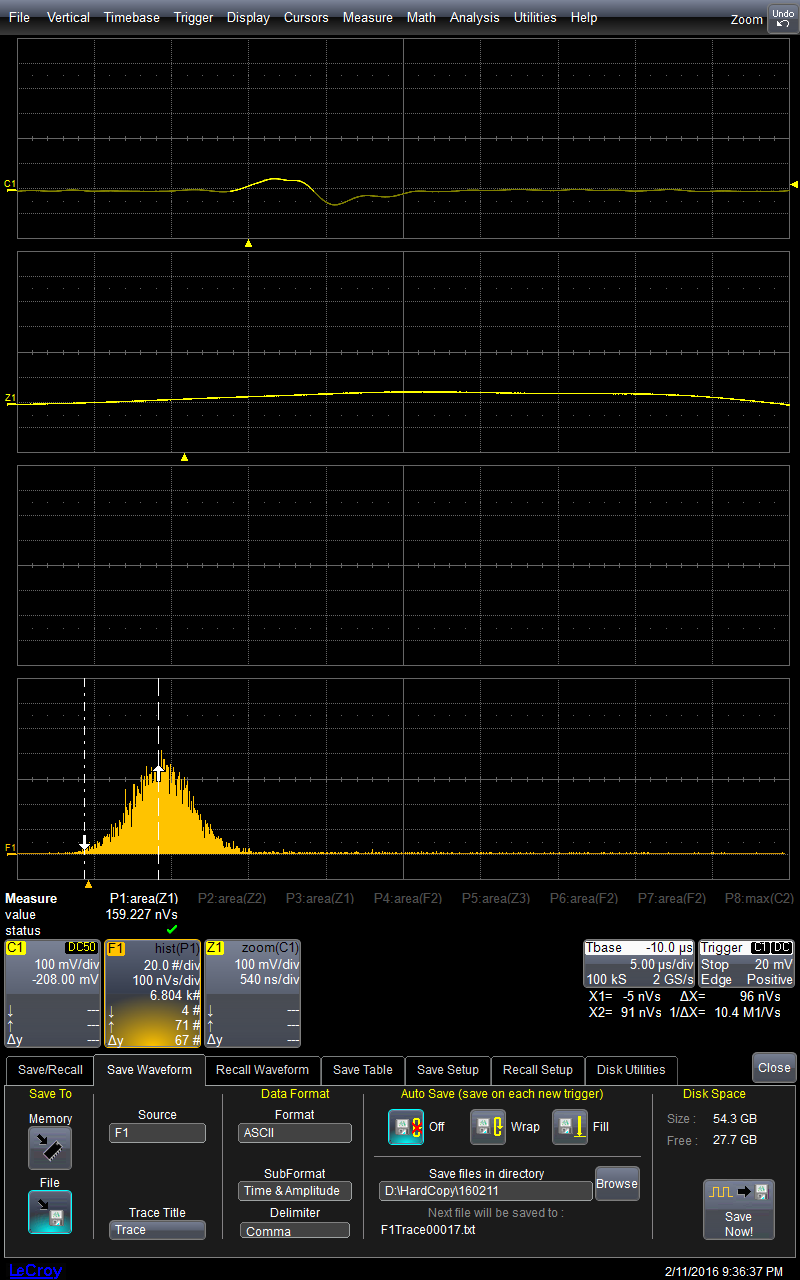 File Vertical Timebase Trigger Display Cursors Measure Math Analysis Utilities Help Zoom Undo
C1
Z1
F1
Measure P1:area(Z1) P2:area(Z2) P3:area(Z1) P4:area(F2) P5:area(Z3) P6:area(F2) P7:area(F2) P8:max(C2)
value 159.227 nVs
status
C1 DC50 F1 hist(P1) Z1 zoom(C1) Tbase -10.0 µs Trigger C1 DC
100 mV/div 20.0 #/div 100 mV/div 5.00 µs/div Stop 20 mV
-208.00 mV 100 nVs/div 540 ns/div 100 kS 2 GS/s Edge Positive
6.804 k# X1= -5 nVs ΔX= 96 nVs
↓ --- ↓ 4 # ↓ --- X2= 91 nVs 1/ΔX= 10.4 M1/Vs
↑ --- ↑ 71 # ↑ ---
Δy --- Δy 67 # Δy ---
Save/Recall Save Waveform Recall Waveform Save Table Save Setup Recall Setup Disk Utilities Close
Save To Data Format Auto Save (save on each new trigger) Disk Space
Memory Source Format Off Wrap Fill Size : 54.3 GB
F1 ASCII Free : 27.7 GB
File SubFormat Save files in directory
Time & Amplitude D:\HardCopy\160211 Browse
Trace Title Delimiter Next file will be saved to : Save
Trace Comma F1Trace00017.txt Now!
LeCroy 2/11/2016 9:36:37 PM